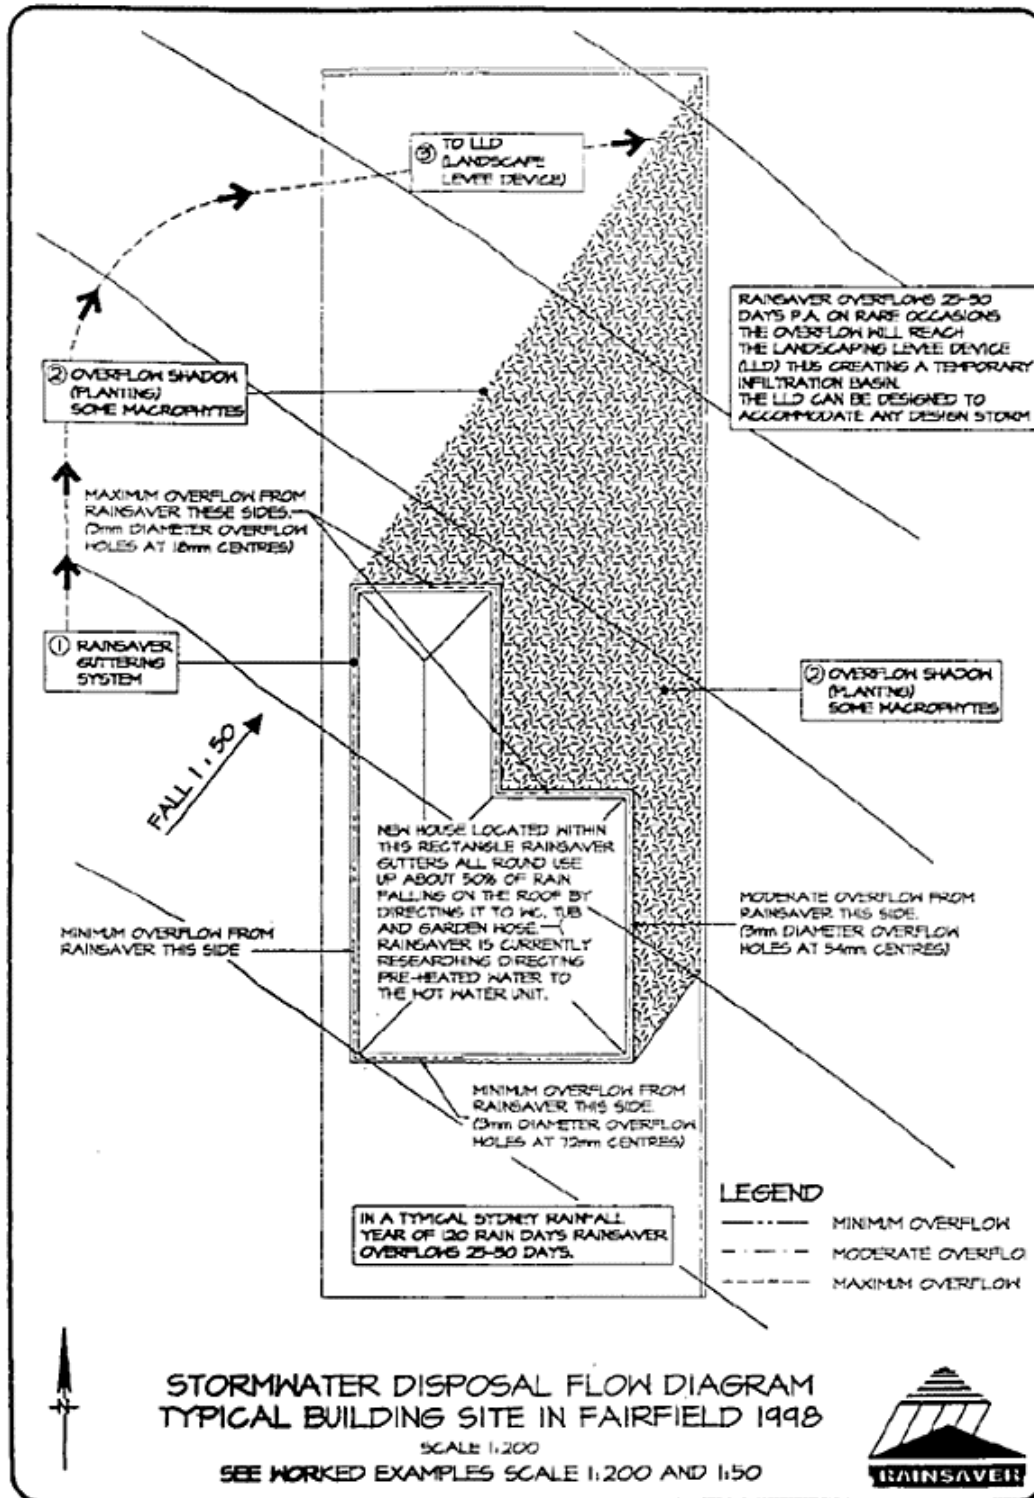 ③ TO LLD
(LANDSCAPE
LEVEE DEVICE)
RAINSAVER OVERFLOWS 25-50
DAYS P.A. ON RARE OCCASIONS
THE OVERFLOW WILL REACH
THE LANDSCAPING LEVEE DEVICE
(LLD) THUS CREATING A TEMPORARY
INFILTRATION BASIN.
THE LLD CAN BE DESIGNED TO
ACCOMMODATE ANY DESIGN STORM
② OVERFLOW SHADOW
(PLANTING)
SOME MACROPHYTES
MAXIMUM OVERFLOW FROM
RAINSAVER THESE SIDES.
(3mm DIAMETER OVERFLOW
HOLES AT 18mm CENTRES)
① RAINSAVER
GUTTERING
SYSTEM
② OVERFLOW SHADOW
(PLANTING)
SOME MACROPHYTES
FALL 1:50
NEW HOUSE LOCATED WITHIN
THIS RECTANGLE RAINSAVER
GUTTERS ALL ROUND USE
UP ABOUT 50% OF RAIN
FALLING ON THE ROOF BY
DIRECTING IT TO WC, TUB
AND GARDEN HOSE.
RAINSAVER IS CURRENTLY
RESEARCHING DIRECTING
PRE-HEATED WATER TO
THE HOT WATER UNIT.
MINIMUM OVERFLOW FROM
RAINSAVER THIS SIDE
MODERATE OVERFLOW FROM
RAINSAVER THIS SIDE.
(3mm DIAMETER OVERFLOW
HOLES AT 54mm CENTRES)
MINIMUM OVERFLOW FROM
RAINSAVER THIS SIDE.
(3mm DIAMETER OVERFLOW
HOLES AT 72mm CENTRES)
IN A TYPICAL SYDNEY RAINFALL
YEAR OF 120 RAIN DAYS RAINSAVER
OVERFLOWS 25-50 DAYS.
LEGEND
MINIMUM OVERFLOW
MODERATE OVERFLO
MAXIMUM OVERFLOW
N
STORMWATER DISPOSAL FLOW DIAGRAM
TYPICAL BUILDING SITE IN FAIRFIELD 1998
SCALE 1:200
SEE WORKED EXAMPLES SCALE 1:200 AND 1:50
RAINSAVER